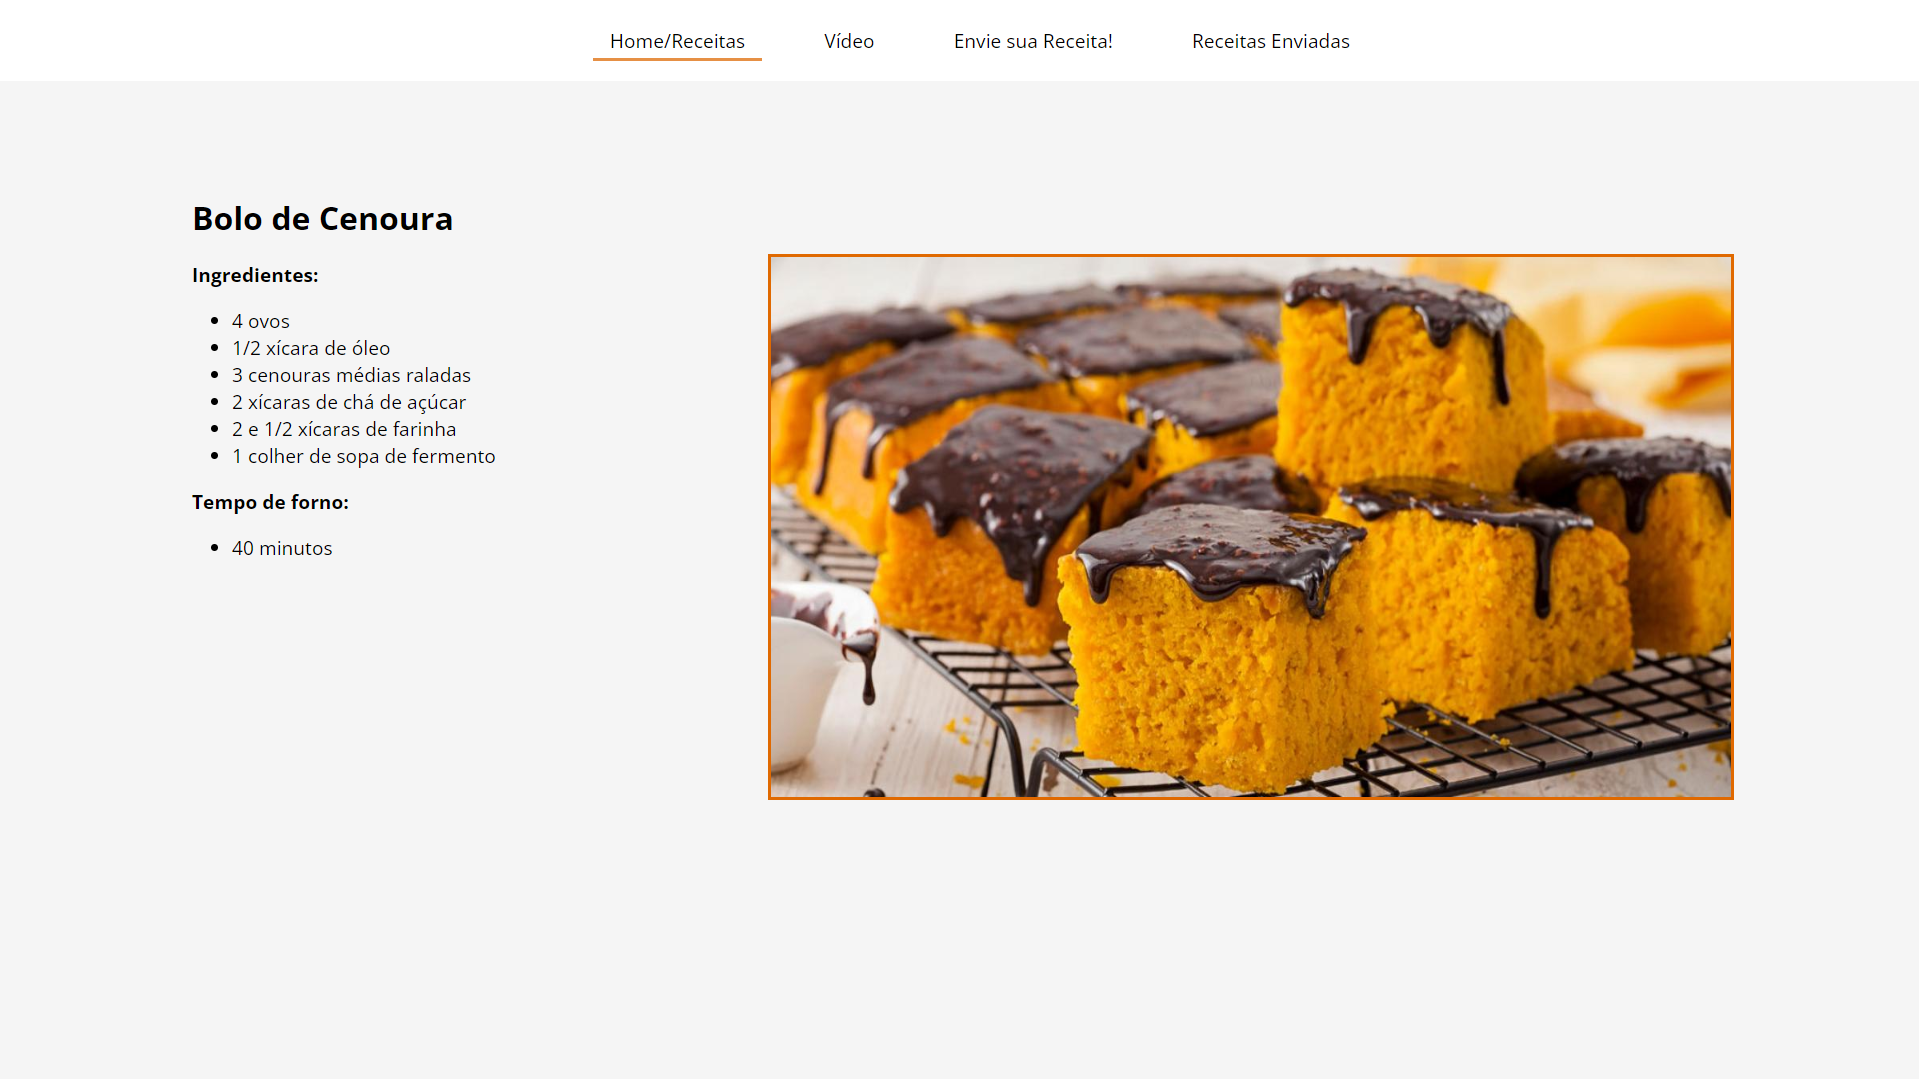 Home/Receitas Vídeo Envie sua Receita! Receitas Enviadas
Bolo de Cenoura
Ingredientes:
4 ovos
1/2 xícara de óleo
3 cenouras médias raladas
2 xícaras de chá de açúcar
2 e 1/2 xícaras de farinha
1 colher de sopa de fermento
Tempo de forno:
40 minutos